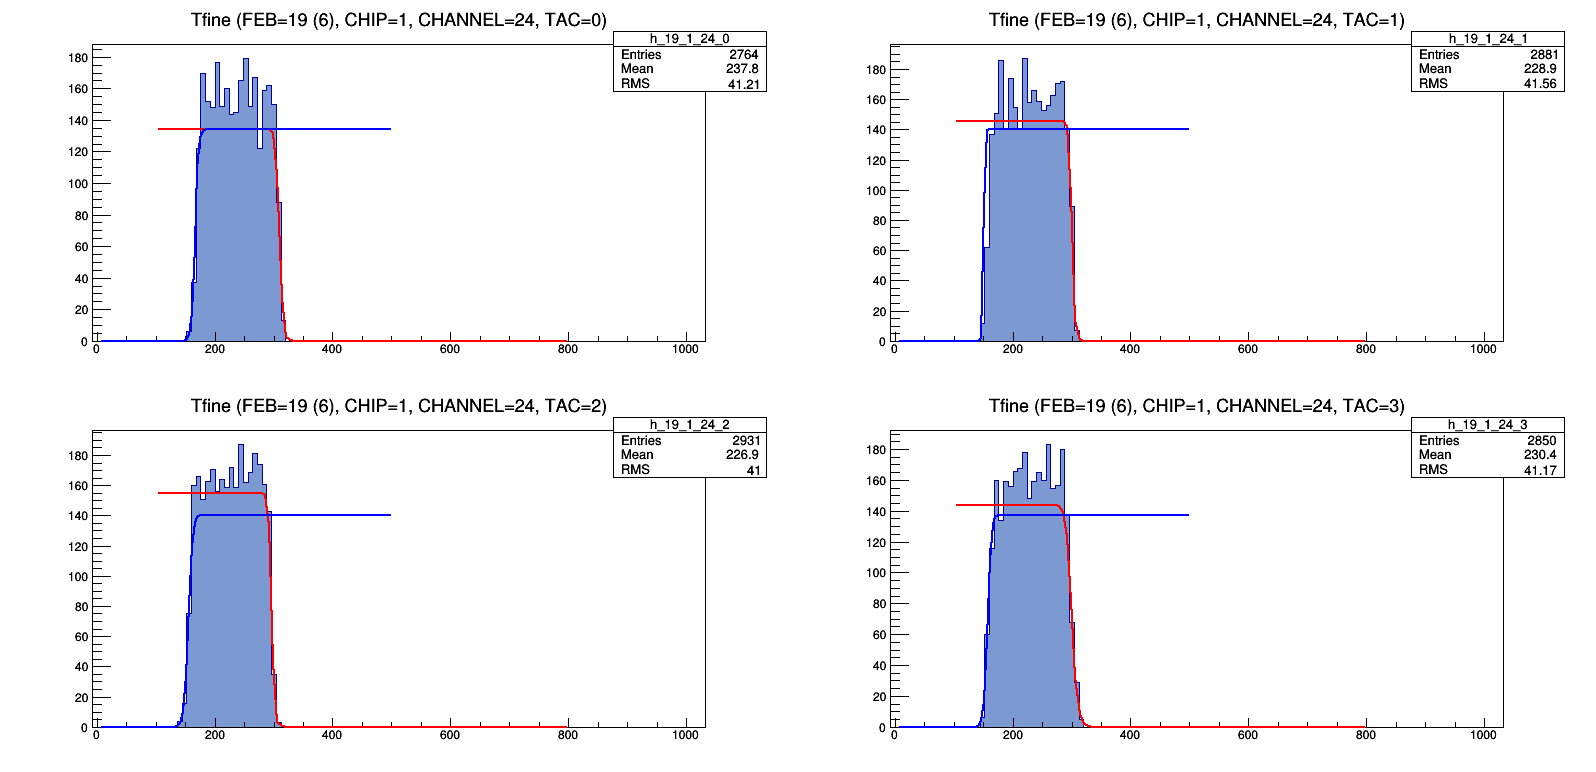 Tfine (FEB=19 (6), CHIP=1, CHANNEL=24, TAC=0)
h_19_1_24_0
Entries 2764
Mean 237.8
RMS 41.21
180
160
140
120
100
80
60
40
20
0
0 200 400 600 800 1000
Tfine (FEB=19 (6), CHIP=1, CHANNEL=24, TAC=1)
h_19_1_24_1
Entries 2881
Mean 228.9
RMS 41.56
180
160
140
120
100
80
60
40
20
0
0 200 400 600 800 1000
Tfine (FEB=19 (6), CHIP=1, CHANNEL=24, TAC=2)
h_19_1_24_2
Entries 2931
Mean 226.9
RMS 41
180
160
140
120
100
80
60
40
20
0
0 200 400 600 800 1000
Tfine (FEB=19 (6), CHIP=1, CHANNEL=24, TAC=3)
h_19_1_24_3
Entries 2850
Mean 230.4
RMS 41.17
180
160
140
120
100
80
60
40
20
0
0 200 400 600 800 1000